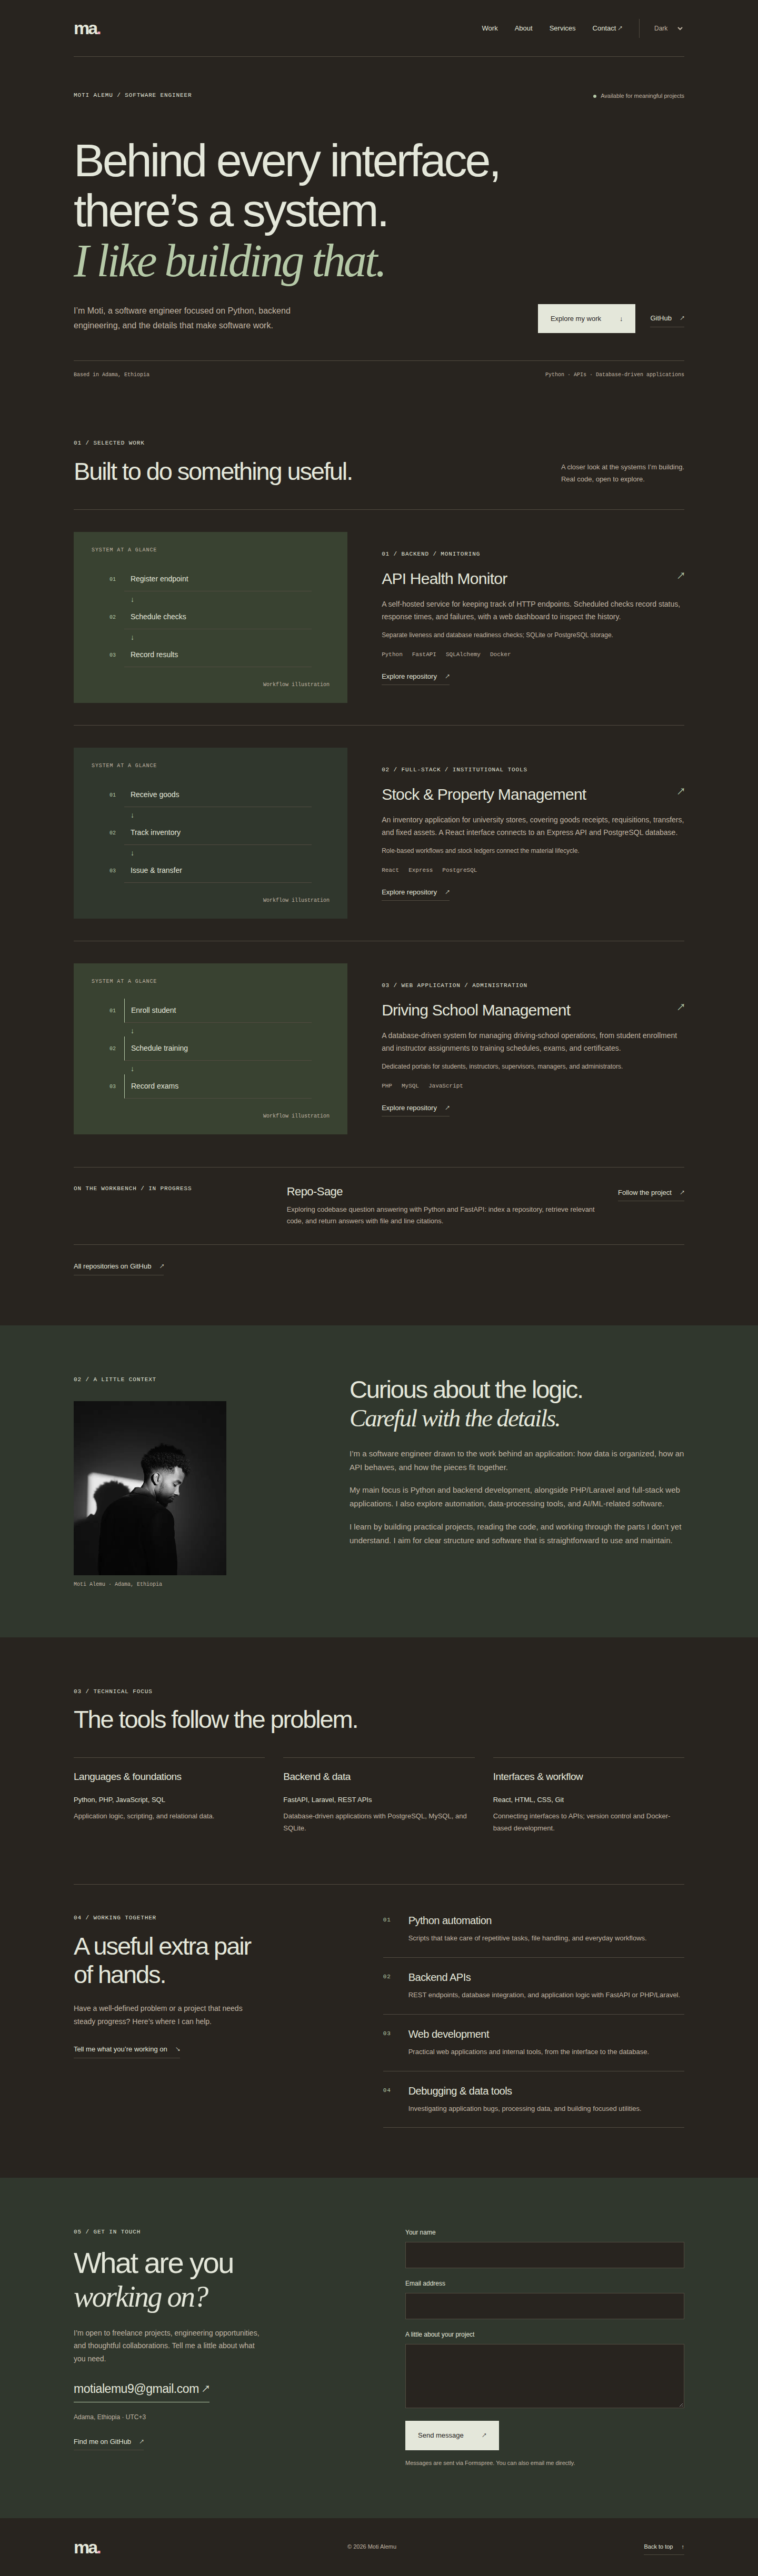 ma.
Work About Services Contact ↗ Dark
MOTI ALEMU / SOFTWARE ENGINEER
Available for meaningful projects
Behind every interface,
there’s a system.
I like building that.
I’m Moti, a software engineer focused on Python, backend
engineering, and the details that make software work.
Explore my work ↓
GitHub ↗
Based in Adama, Ethiopia
Python · APIs · Database-driven applications
01 / SELECTED WORK
Built to do something useful.
A closer look at the systems I’m building.
Real code, open to explore.
SYSTEM AT A GLANCE
01 Register endpoint
↓
02 Schedule checks
↓
03 Record results
Workflow illustration
01 / BACKEND / MONITORING
API Health Monitor ↗
A self-hosted service for keeping track of HTTP endpoints. Scheduled checks record status,
response times, and failures, with a web dashboard to inspect the history.
Separate liveness and database readiness checks; SQLite or PostgreSQL storage.
Python FastAPI SQLAlchemy Docker
Explore repository ↗
SYSTEM AT A GLANCE
01 Receive goods
↓
02 Track inventory
↓
03 Issue & transfer
Workflow illustration
02 / FULL-STACK / INSTITUTIONAL TOOLS
Stock & Property Management ↗
An inventory application for university stores, covering goods receipts, requisitions, transfers,
and fixed assets. A React interface connects to an Express API and PostgreSQL database.
Role-based workflows and stock ledgers connect the material lifecycle.
React Express PostgreSQL
Explore repository ↗
SYSTEM AT A GLANCE
01 Enroll student
↓
02 Schedule training
↓
03 Record exams
Workflow illustration
03 / WEB APPLICATION / ADMINISTRATION
Driving School Management ↗
A database-driven system for managing driving-school operations, from student enrollment
and instructor assignments to training schedules, exams, and certificates.
Dedicated portals for students, instructors, supervisors, managers, and administrators.
PHP MySQL JavaScript
Explore repository ↗
ON THE WORKBENCH / IN PROGRESS
Repo-Sage
Exploring codebase question answering with Python and FastAPI: index a repository, retrieve relevant
code, and return answers with file and line citations.
Follow the project ↗
All repositories on GitHub ↗
02 / A LITTLE CONTEXT
Moti Alemu · Adama, Ethiopia
Curious about the logic.
Careful with the details.
I’m a software engineer drawn to the work behind an application: how data is organized, how an
API behaves, and how the pieces fit together.
My main focus is Python and backend development, alongside PHP/Laravel and full-stack web
applications. I also explore automation, data-processing tools, and AI/ML-related software.
I learn by building practical projects, reading the code, and working through the parts I don’t yet
understand. I aim for clear structure and software that is straightforward to use and maintain.
03 / TECHNICAL FOCUS
The tools follow the problem.
Languages & foundations
Python, PHP, JavaScript, SQL
Application logic, scripting, and relational data.
Backend & data
FastAPI, Laravel, REST APIs
Database-driven applications with PostgreSQL, MySQL, and
SQLite.
Interfaces & workflow
React, HTML, CSS, Git
Connecting interfaces to APIs; version control and Docker-
based development.
04 / WORKING TOGETHER
A useful extra pair
of hands.
Have a well-defined problem or a project that needs
steady progress? Here’s where I can help.
Tell me what you’re working on ↘
01 Python automation
Scripts that take care of repetitive tasks, file handling, and everyday workflows.
02 Backend APIs
REST endpoints, database integration, and application logic with FastAPI or PHP/Laravel.
03 Web development
Practical web applications and internal tools, from the interface to the database.
04 Debugging & data tools
Investigating application bugs, processing data, and building focused utilities.
05 / GET IN TOUCH
What are you
working on?
I’m open to freelance projects, engineering opportunities,
and thoughtful collaborations. Tell me a little about what
you need.
motialemu9@gmail.com ↗
Adama, Ethiopia · UTC+3
Find me on GitHub ↗
Your name
Email address
A little about your project
Send message ↗
Messages are sent via Formspree. You can also email me directly.
ma.
© 2026 Moti Alemu
Back to top ↑